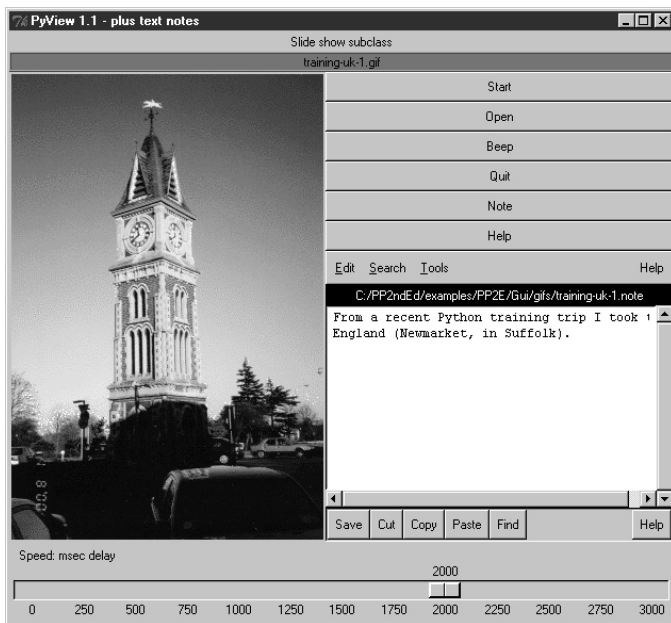 PyView 1.1 - plus text notes
Slide show subclass
training-uk-1.gif
Start
Open
Beep
Quit
Note
Help
Edit Search Tools Help
C:/PP2ndEd/examples/PP2E/Gui/gifs/training-uk-1.note
From a recent Python training trip I took
England (Newmarket, in Suffolk).
Save Cut Copy Paste Find Help
Speed: msec delay
2000
0 250 500 750 1000 1250 1500 1750 2000 2250 2500 2750 3000